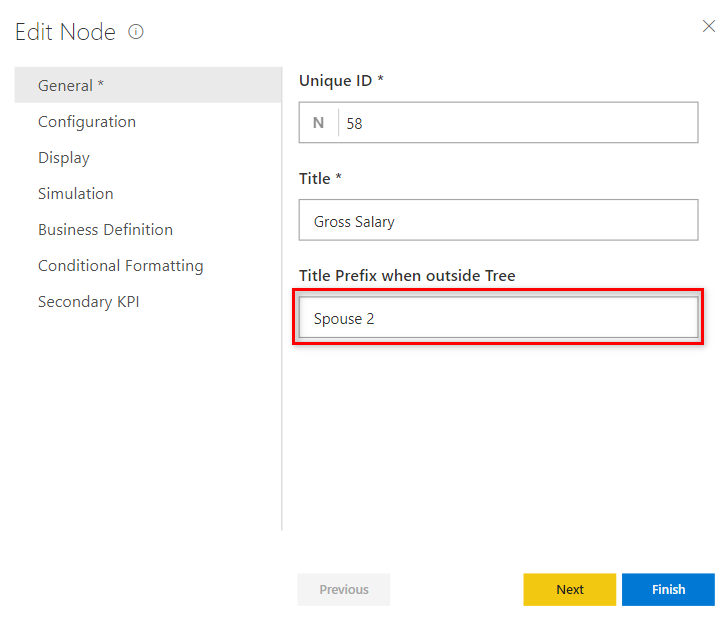 Edit Node
General *
Configuration
Display
Simulation
Business Definition
Conditional Formatting
Secondary KPI
Unique ID *
N 58
Title *
Gross Salary
Title Prefix when outside Tree
Spouse 2
Previous
Next
Finish